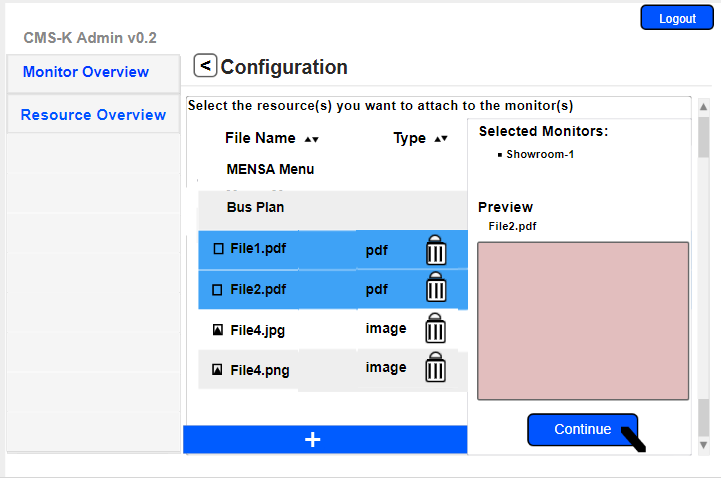 Logout
CMS-K Admin v0.2
Monitor Overview
Resource Overview
< Configuration
Select the resource(s) you want to attach to the monitor(s)
File Name Type
MENSA Menu
Bus Plan
File1.pdf pdf
File2.pdf pdf
File4.jpg image
File4.png image
+
Selected Monitors:
Showroom-1
Preview
File2.pdf
Continue